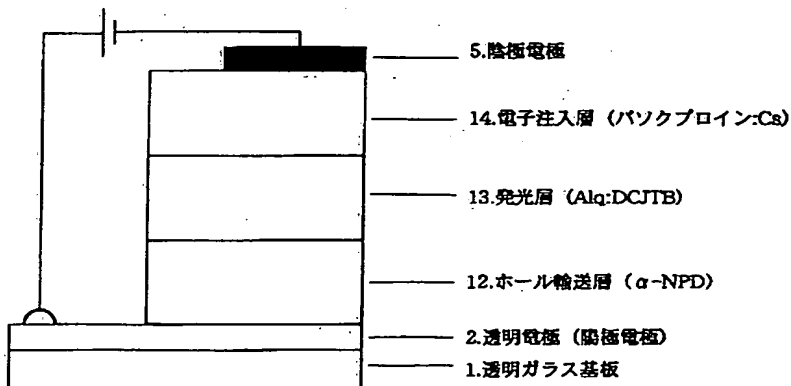 5.陰極電極
14.電子注入層（バソクプロイン:Cs）
13.発光層（Alq:DCJTB）
12.ホール輸送層（α-NPD）
2.透明電極（陽極電極）
1.透明ガラス基板